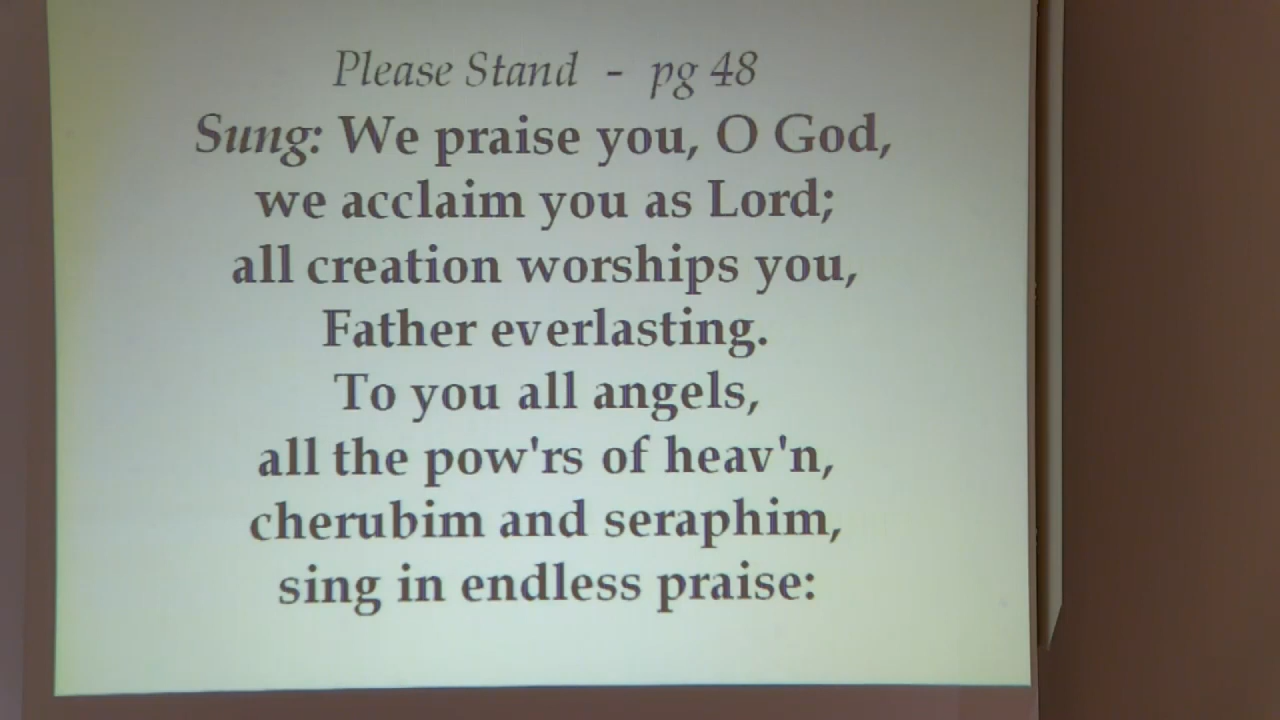 Please Stand - pg 48
Sung: We praise you, O God,
we acclaim you as Lord;
all creation worships you,
Father everlasting.
To you all angels,
all the pow'rs of heav'n,
cherubim and seraphim,
sing in endless praise: